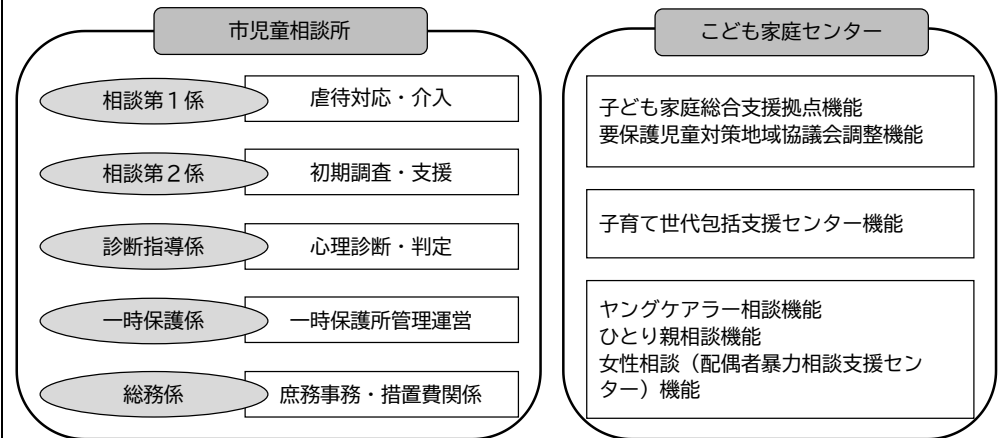 市児童相談所
相談第１係
虐待対応・介入
相談第２係
初期調査・支援
診断指導係
心理診断・判定
一時保護係
一時保護所管理運営
総務係
庶務事務・措置費関係
こども家庭センター
子ども家庭総合支援拠点機能
要保護児童対策地域協議会調整機能
子育て世代包括支援センター機能
ヤングケアラー相談機能
ひとり親相談機能
女性相談（配偶者暴力相談支援セン
ター）機能